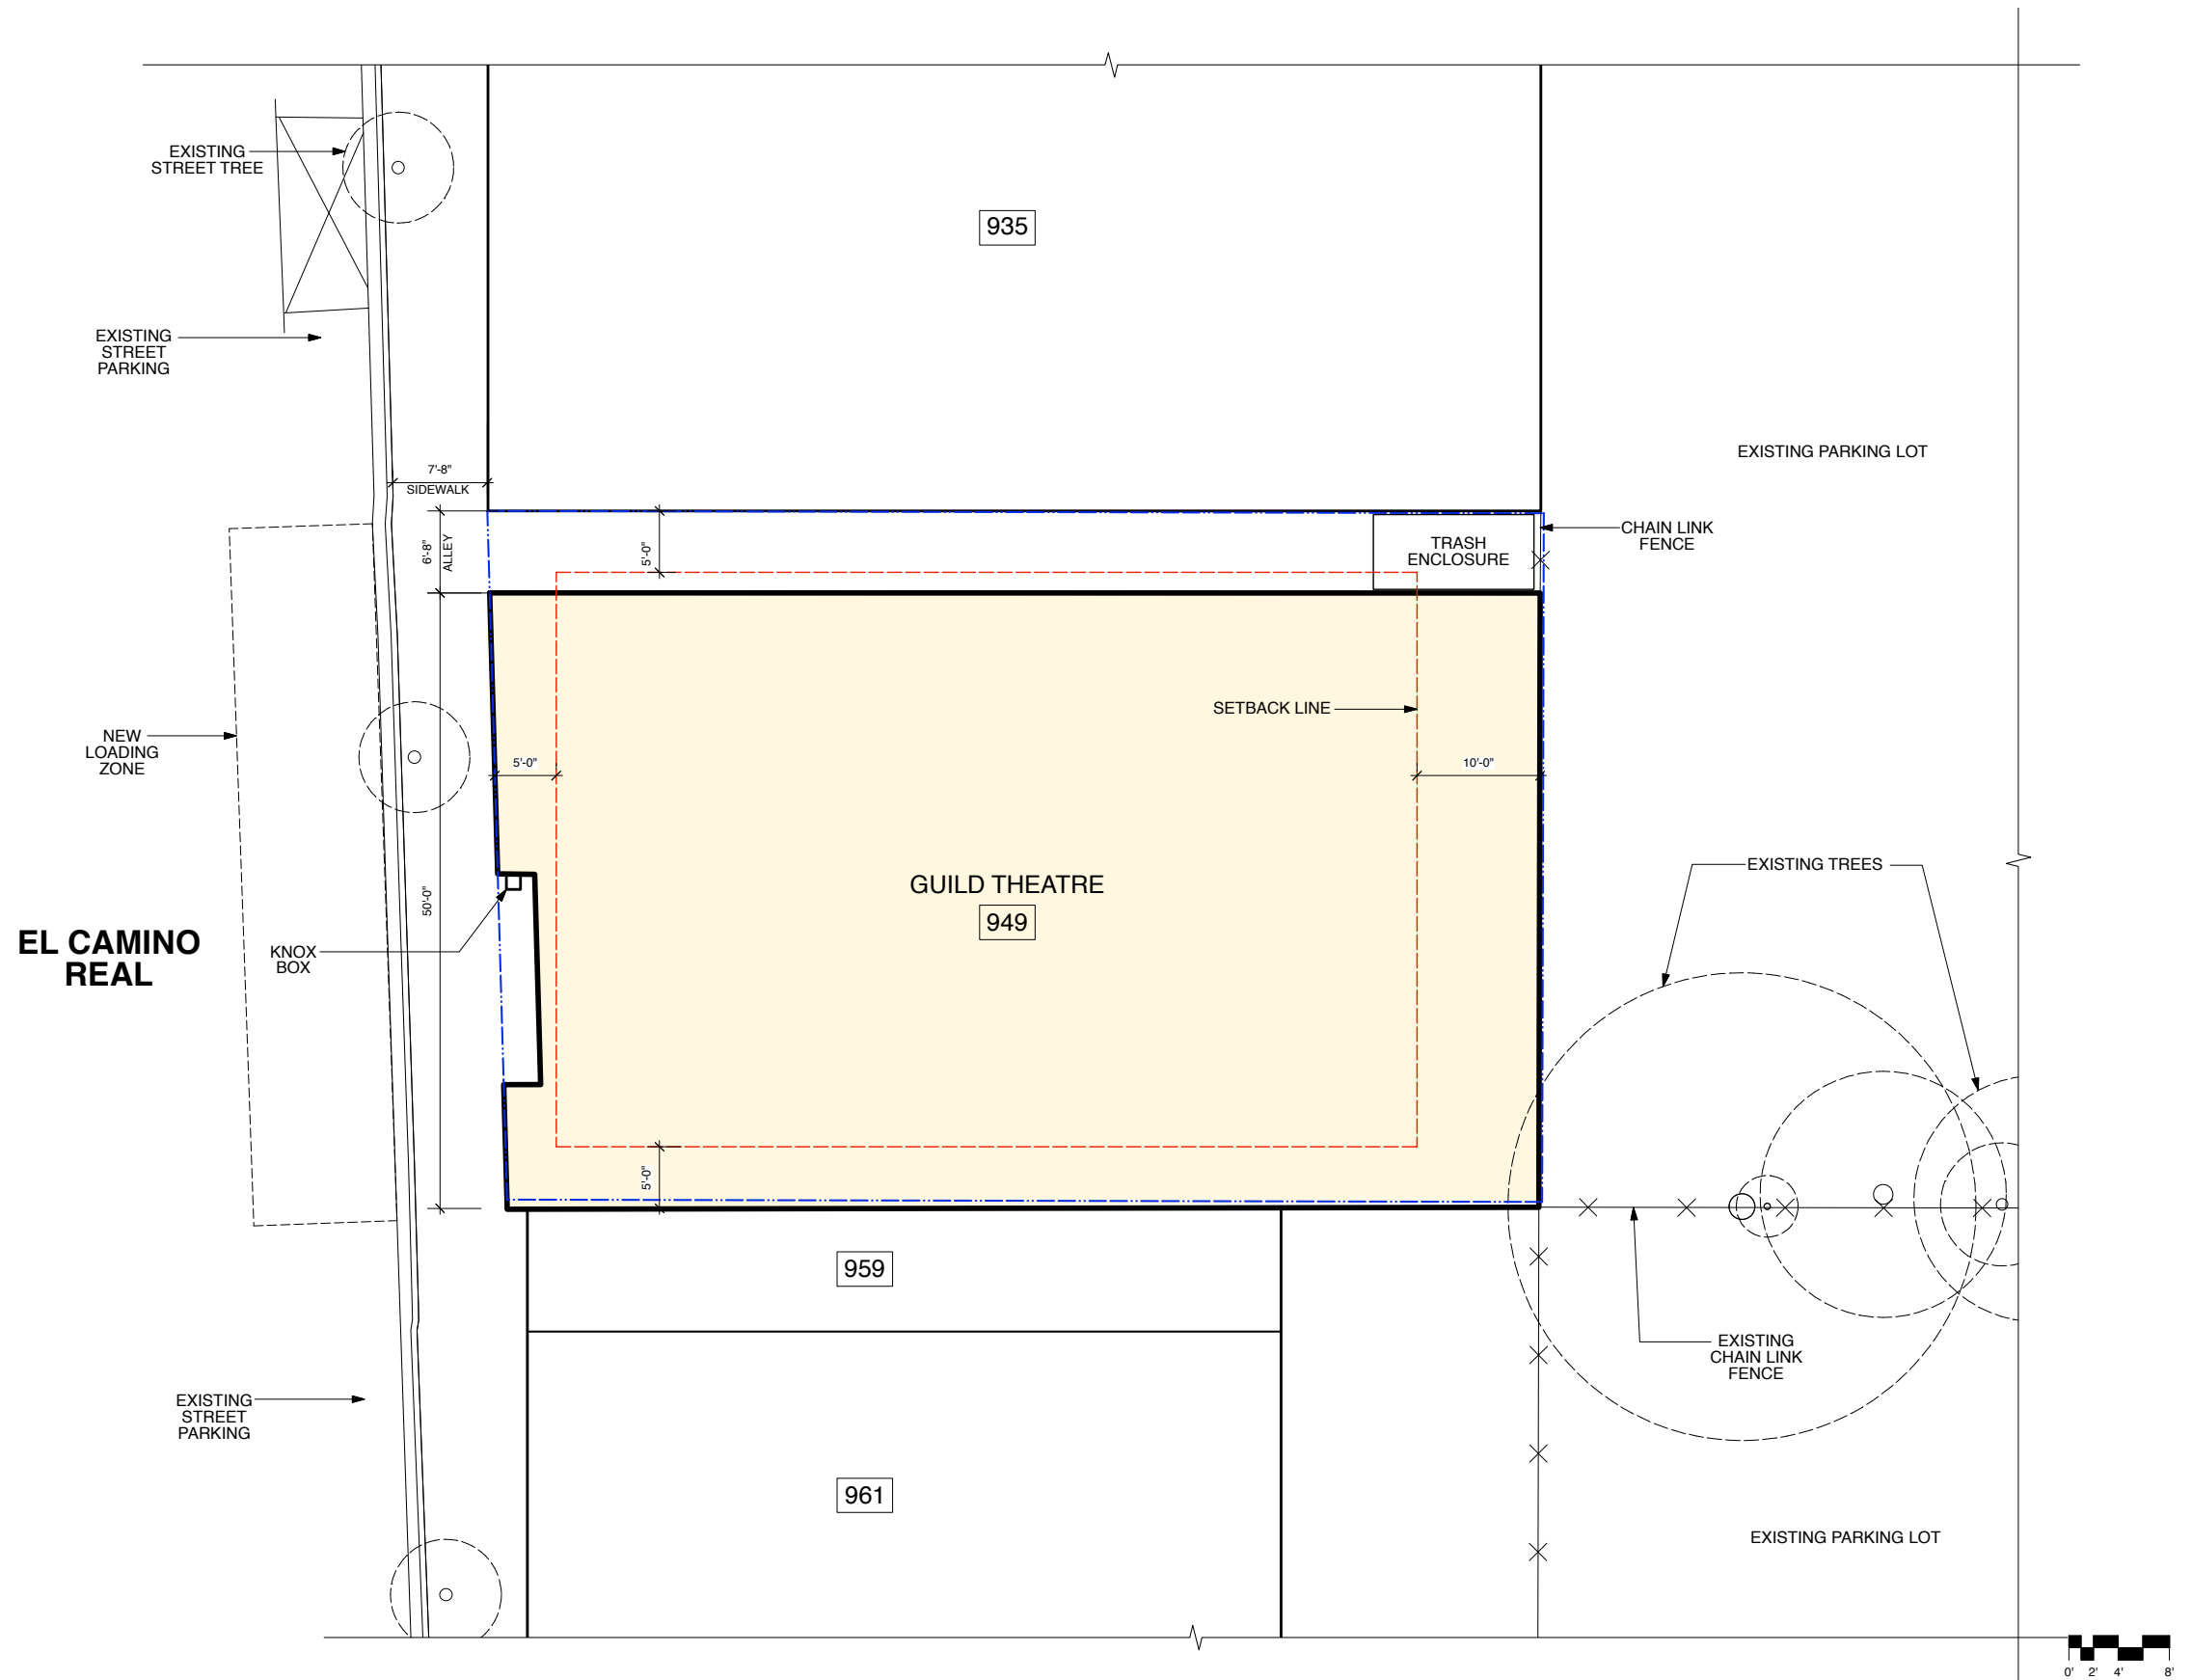 EXISTING
STREET TREE
935
EXISTING
STREET
PARKING
EXISTING PARKING LOT
7'-8"
SIDEWALK
6'-8"
ALLEY
5'-0"
TRASH
ENCLOSURE
CHAIN LINK
FENCE
SETBACK LINE
NEW
LOADING
ZONE
5'-0"
10'-0"
EXISTING TREES
GUILD THEATRE
949
50'-0"
EL CAMINO
REAL
KNOX
BOX
5'-0"
959
EXISTING
CHAIN LINK
FENCE
EXISTING
STREET
PARKING
961
EXISTING PARKING LOT
0' 2' 4' 8'